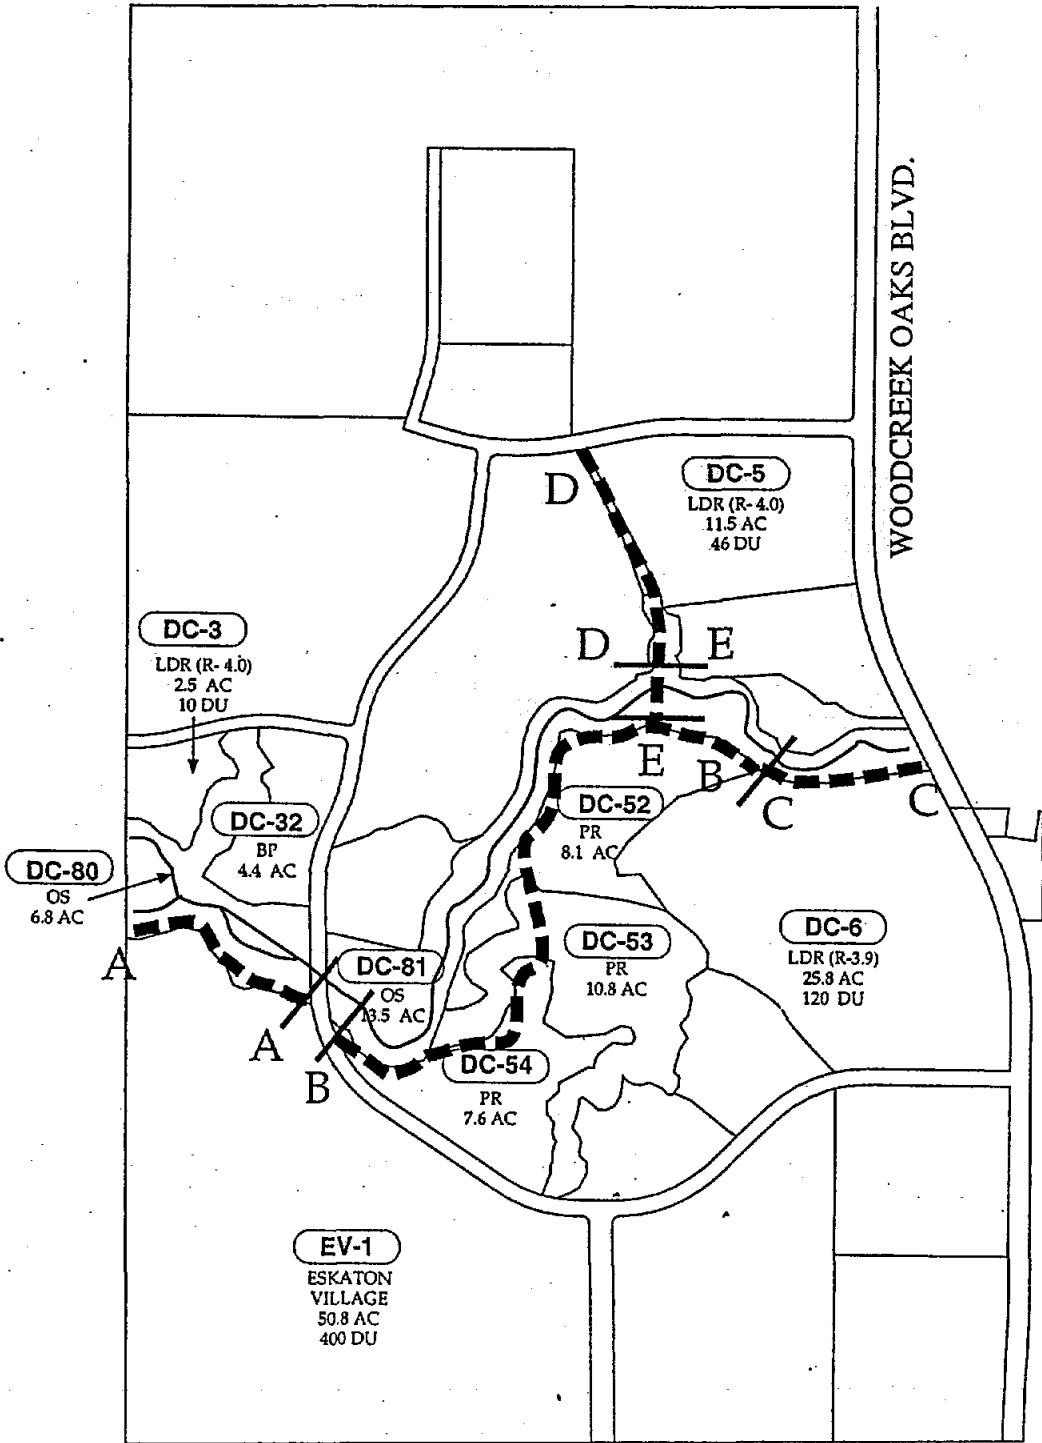 WOODCREEK OAKS BLVD.
DC-5
LDR (R- 4.0)
11.5 AC
46 DU
D
DC-3
LDR (R- 4.0)
2.5 AC
10 DU
D
E
E
B
C
C
DC-52
PR
8.1 AC
DC-32
BP
4.4 AC
DC-80
OS
6.8 AC
A
DC-53
PR
10.8 AC
DC-6
LDR (R-3.9)
25.8 AC
120 DU
DC-81
OS
13.5 AC
A
B
DC-54
PR
7.6 AC
EV-1
ESKATON
VILLAGE
50.8 AC
400 DU